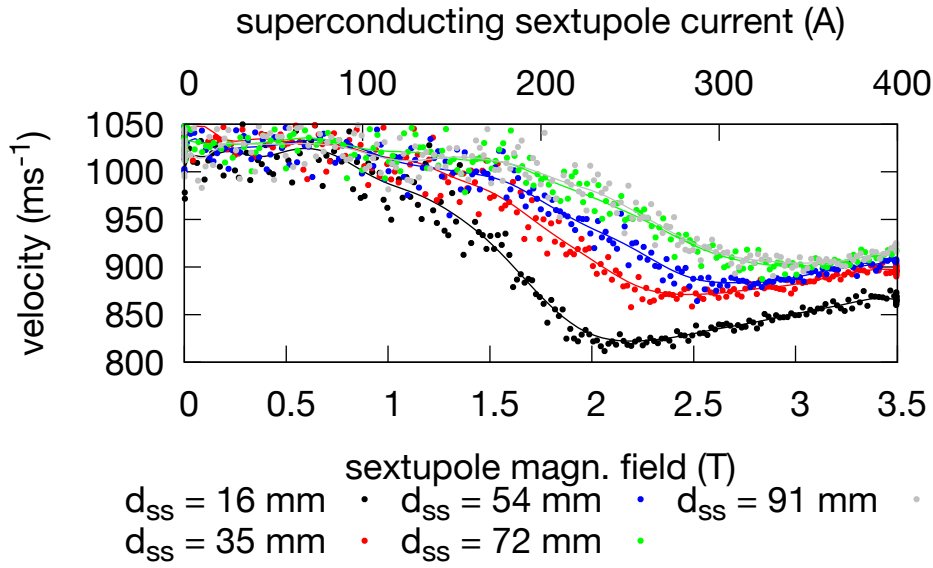 superconducting sextupole current (A)
0 100 200 300 400
1050
1000
950
900
850
800
velocity (ms⁻¹)
0 0.5 1 1.5 2 2.5 3 3.5
sextupole magn. field (T)
dₛₛ = 16 mm dₛₛ = 54 mm dₛₛ = 91 mm
dₛₛ = 35 mm dₛₛ = 72 mm